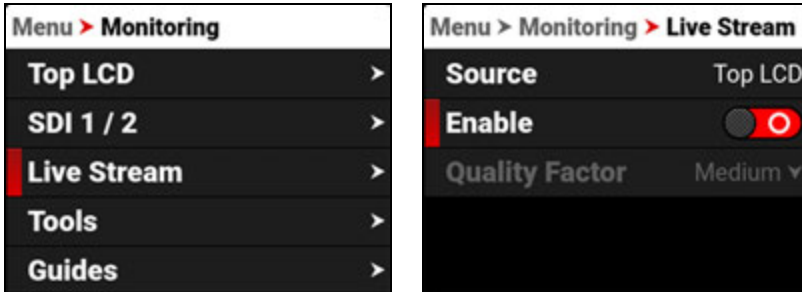 Menu ➤ Monitoring
Top LCD ➤
SDI 1 / 2 ➤
Live Stream ➤
Tools ➤
Guides ➤
Menu ➤ Monitoring ➤ Live Stream
Source Top LCD
Enable
Quality Factor Medium